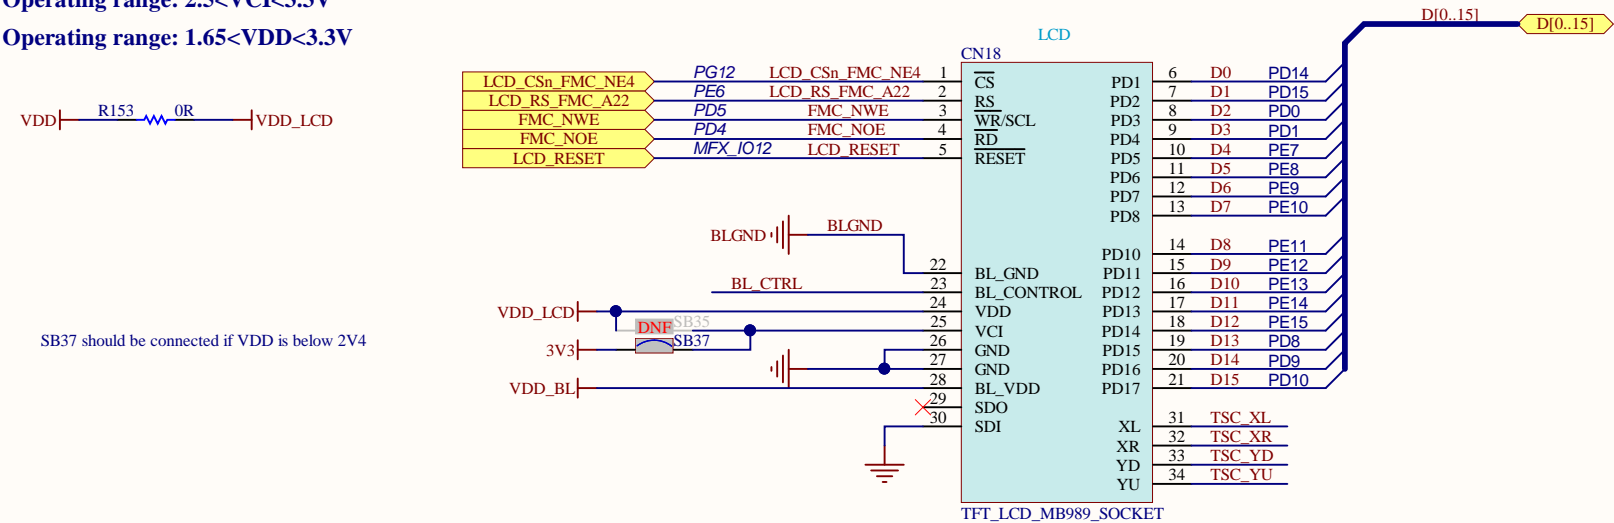 Operating range: 2.5<VCI<3.3V
Operating range: 1.65<VDD<3.3V
VDD
R153
0R
VDD_LCD
SB37 should be connected if VDD is below 2V4
LCD
CN18
D[0..15]
D[0..15]
LCD_CSn_FMC_NE4 PG12 LCD_CSn_FMC_NE4 1 CS
LCD_RS_FMC_A22 PE6 LCD_RS_FMC_A22 2 RS
FMC_NWE PD5 FMC_NWE 3 WR/SCL
FMC_NOE PD4 FMC_NOE 4 RD
LCD_RESET MFX_IO12 LCD_RESET 5 RESET
BLGND BLGND 22 BL_GND
BL_CTRL 23 BL_CONTROL
VDD_LCD 24 VDD
DNF SB35 25 VCI
3V3 SB37 26 GND
27 GND
VDD_BL 28 BL_VDD
29 SDO
30 SDI
PD1 6 D0 PD14
PD2 7 D1 PD15
PD3 8 D2 PD0
PD4 9 D3 PD1
PD5 10 D4 PE7
PD6 11 D5 PE8
PD7 12 D6 PE9
PD8 13 D7 PE10
PD10 14 D8 PE11
PD11 15 D9 PE12
PD12 16 D10 PE13
PD13 17 D11 PE14
PD14 18 D12 PE15
PD15 19 D13 PD8
PD16 20 D14 PD9
PD17 21 D15 PD10
XL 31 TSC_XL
XR 32 TSC_XR
YD 33 TSC_YD
YU 34 TSC_YU
TFT_LCD_MB989_SOCKET